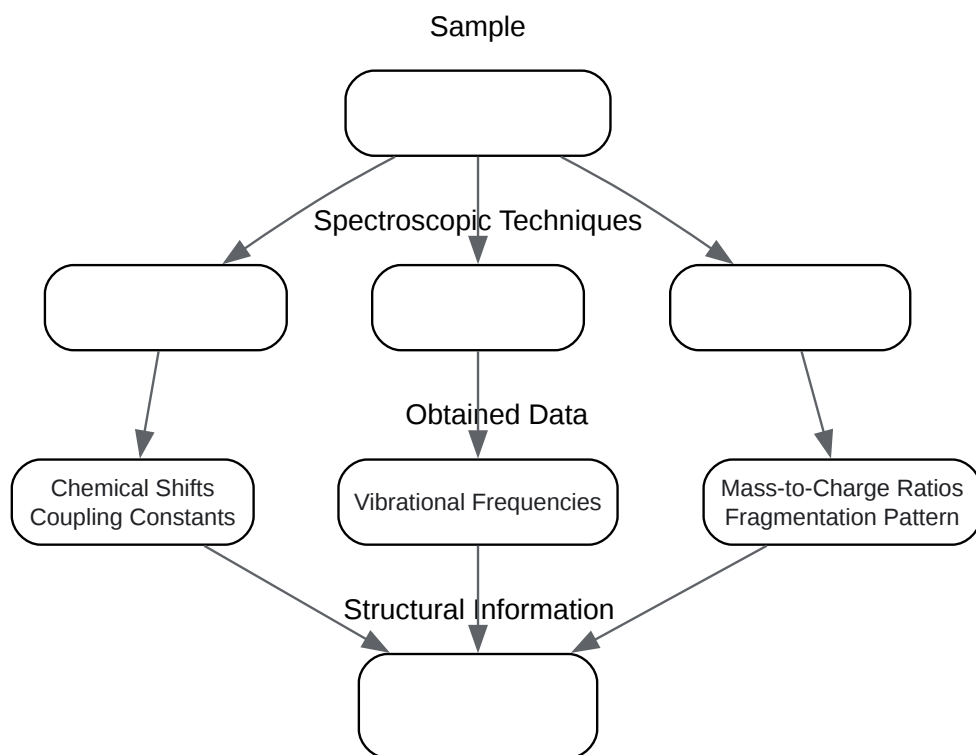 Sample
Spectroscopic Techniques
Obtained Data
Chemical Shifts
Coupling Constants
Vibrational Frequencies
Mass-to-Charge Ratios
Fragmentation Pattern
Structural Information